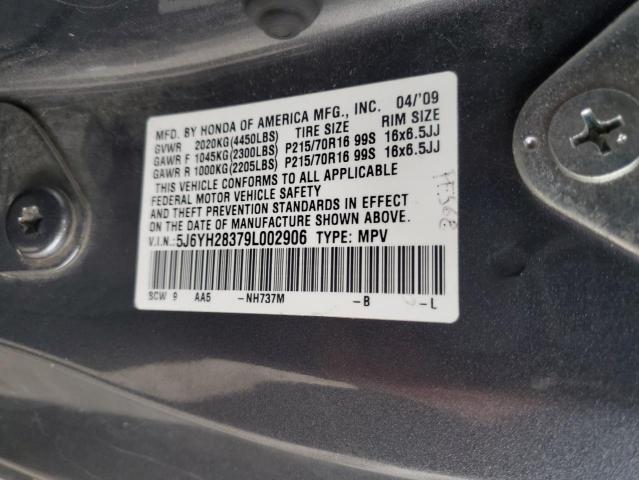 MFD. BY HONDA OF AMERICA MFG., INC. 04/'09
GVWR 2020KG(4450LBS) TIRE SIZE RIM SIZE
GAWR F 1045KG(2300LBS) P215/70R16 99S 16x6.5JJ
GAWR R 1000KG(2205LBS) P215/70R16 99S 16x6.5JJ
THIS VEHICLE CONFORMS TO ALL APPLICABLE
FEDERAL MOTOR VEHICLE SAFETY
AND THEFT PREVENTION STANDARDS IN EFFECT
ON THE DATE OF MANUFACTURE SHOWN ABOVE.
V.I.N.: 5J6YH28379L002906 TYPE: MPV
SCW 9 AA5 -NH737M -B -L